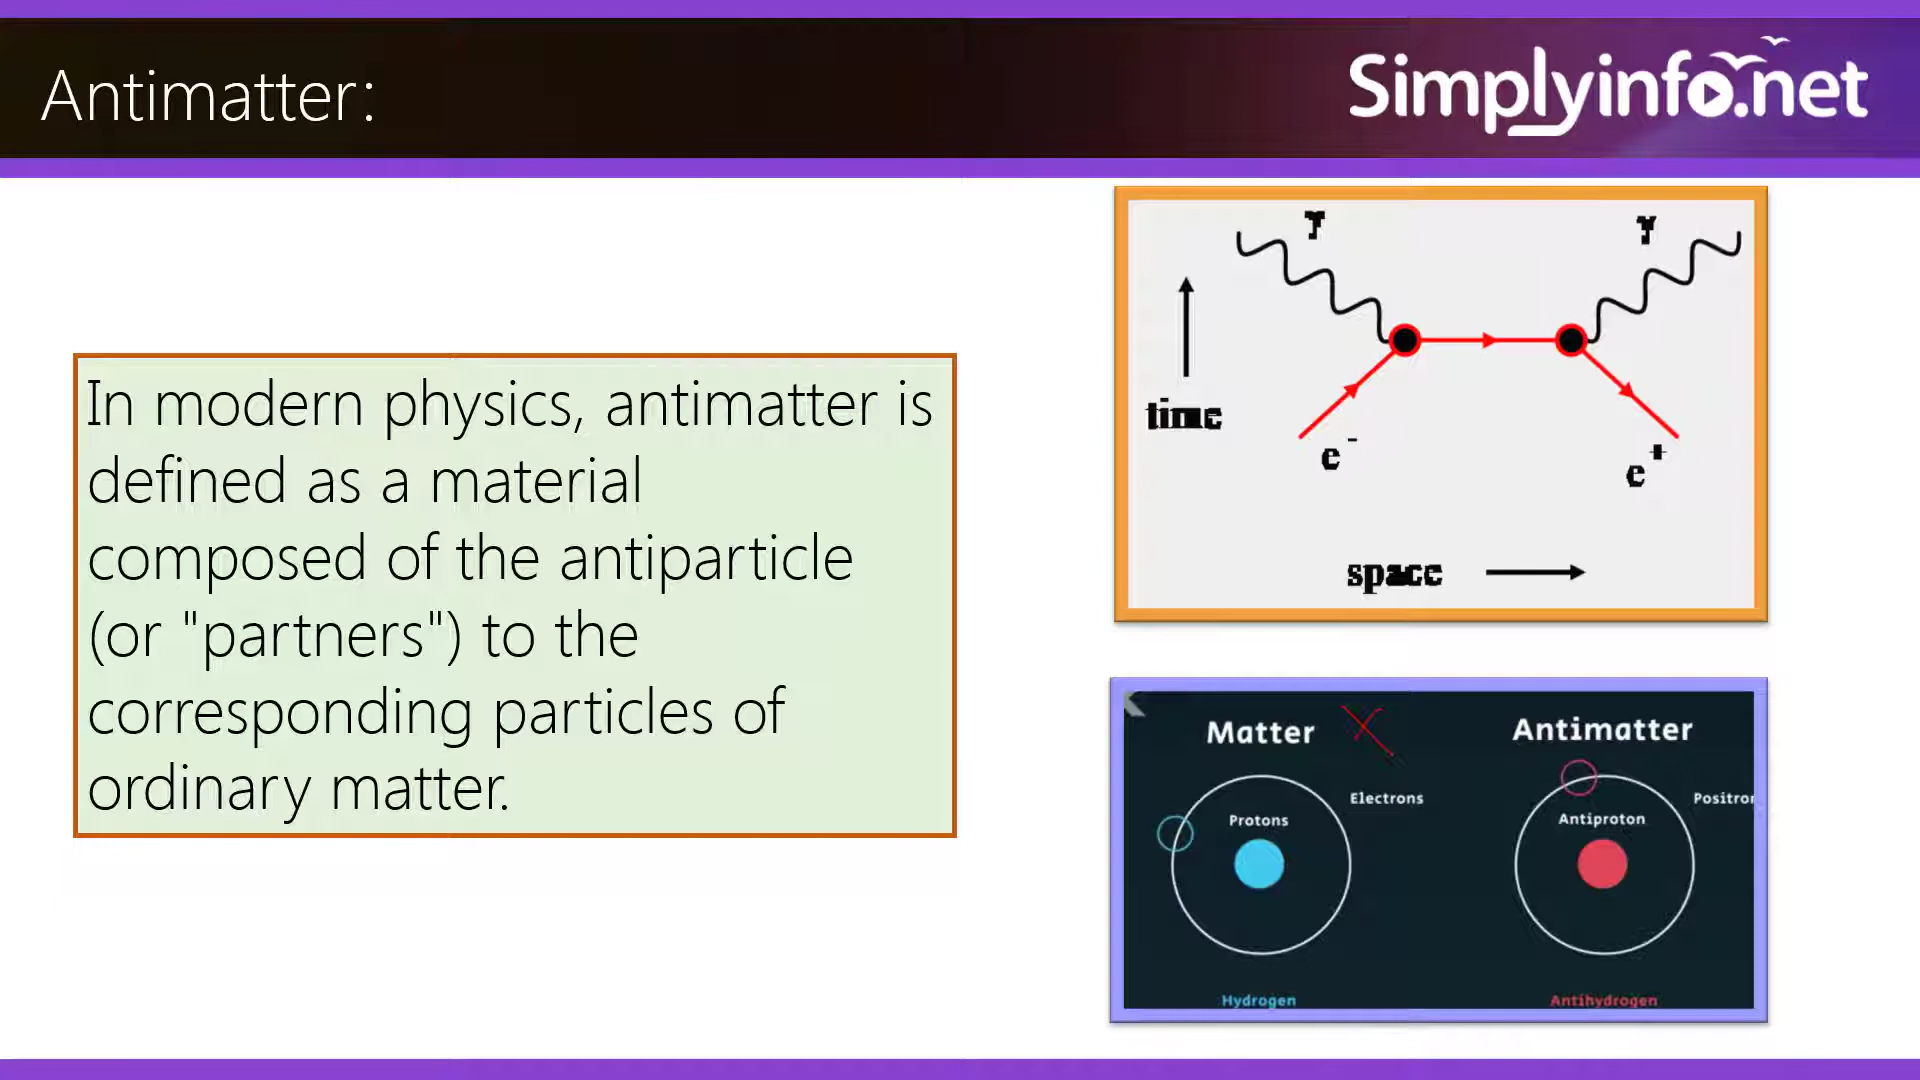 Antimatter:
Simplyinfo.net
In modern physics, antimatter is
defined as a material
composed of the antiparticle
(or "partners") to the
corresponding particles of
ordinary matter.
γ γ
time
e- e+
space
Matter Antimatter
Electrons Positron
Protons Antiproton
Hydrogen Antihydrogen